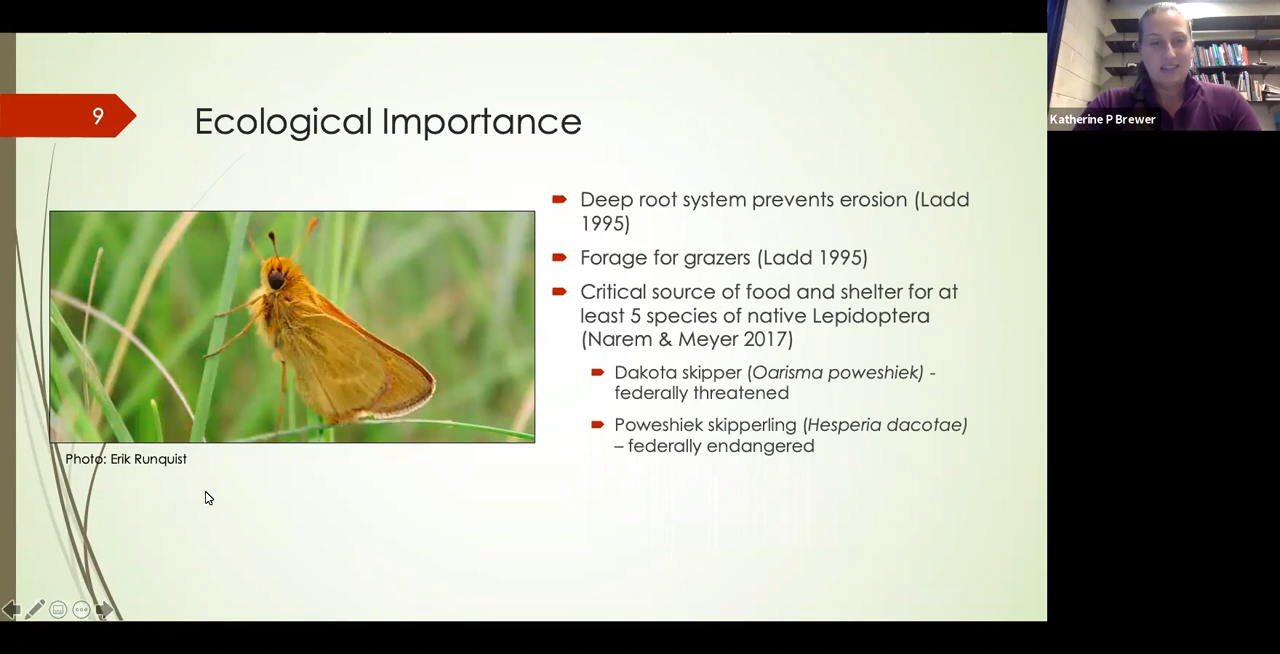 9
Ecological Importance
Deep root system prevents erosion (Ladd
1995)
Forage for grazers (Ladd 1995)
Critical source of food and shelter for at
least 5 species of native Lepidoptera
(Narem & Meyer 2017)
Dakota skipper (Oarisma poweshiek) -
federally threatened
Poweshiek skipperling (Hesperia dacotae)
– federally endangered
Photo: Erik Runquist
Katherine P Brewer